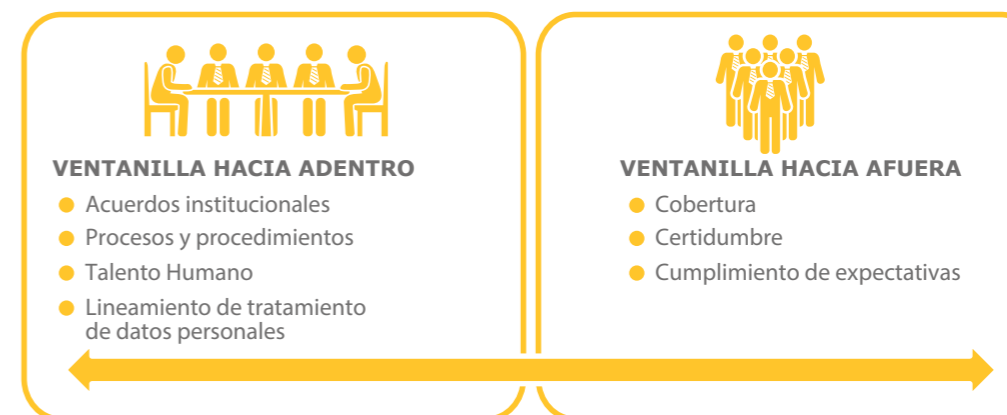 VENTANILLA HACIA ADENTRO
Acuerdos institucionales
Procesos y procedimientos
Talento Humano
Lineamiento de tratamiento
de datos personales
VENTANILLA HACIA AFUERA
Cobertura
Certidumbre
Cumplimiento de expectativas